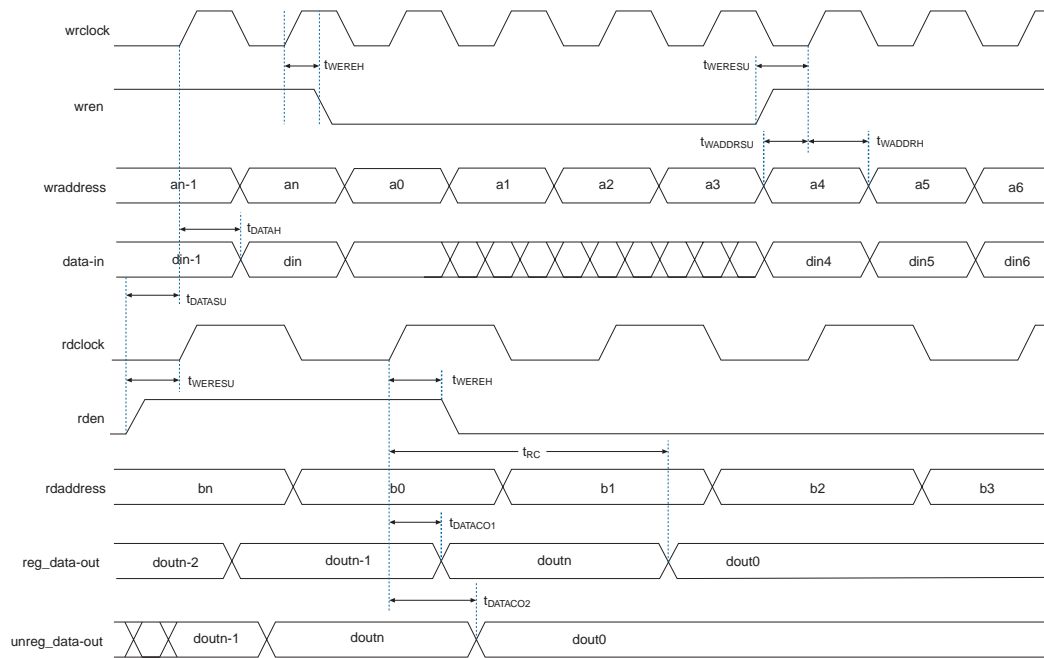 wrclock
tWEREH
tWERESU
wren
tWADDRSU tWADDRH
wraddress an-1 an a0 a1 a2 a3 a4 a5 a6
tDATAH
data-in din-1 din din4 din5 din6
tDATASU
rdclock
tWERESU tWEREH
rden
tRC
rdaddress bn b0 b1 b2 b3
tDATACO1
reg_data-out doutn-2 doutn-1 doutn dout0
tDATACO2
unreg_data-out doutn-1 doutn dout0